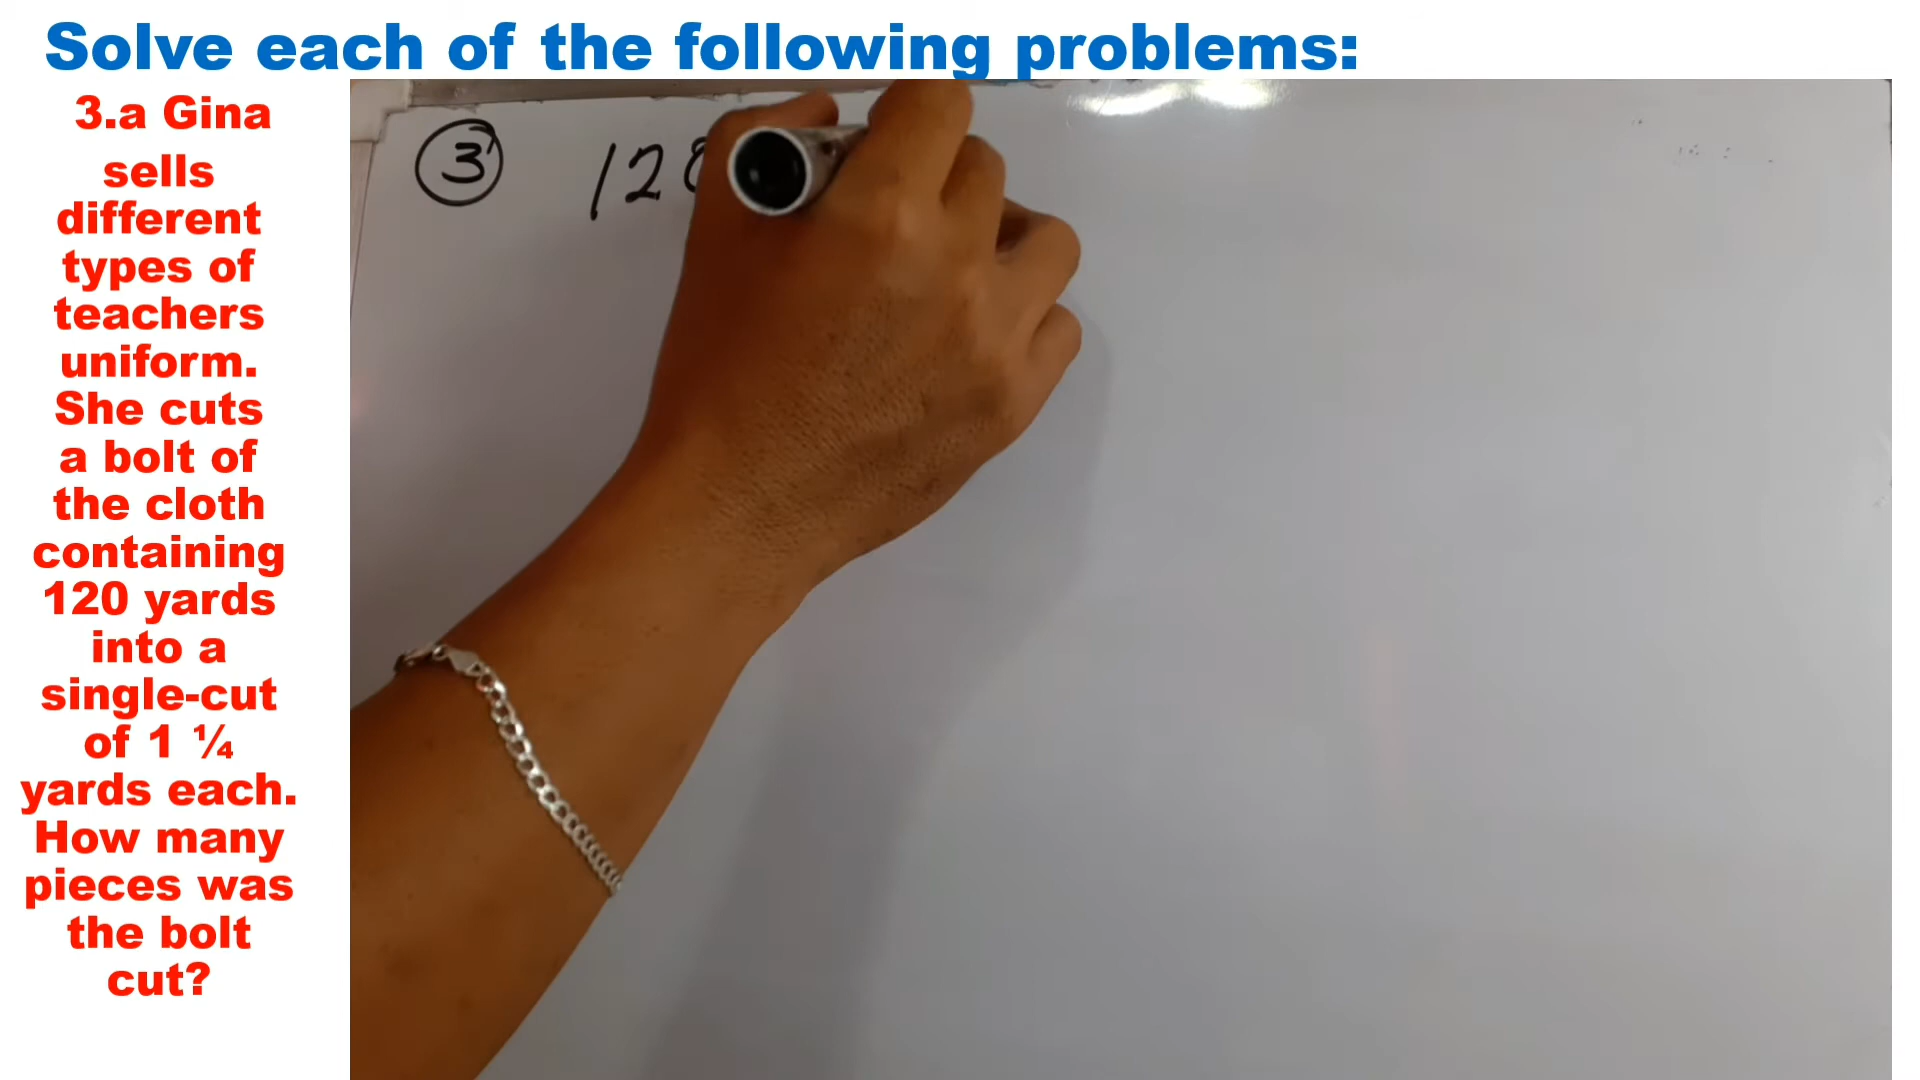 Solve each of the following problems:
3.a Gina
sells
different
types of
teachers
uniform.
She cuts
a bolt of
the cloth
containing
120 yards
into a
single-cut
of 1 ¼
yards each.
How many
pieces was
the bolt
cut?
3
12